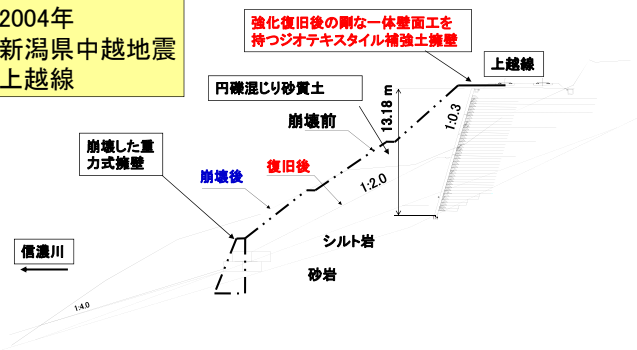 2004年
新潟県中越地震
上越線
強化復旧後の剛な一体壁面工を
持つジオテキスタイル補強土擁壁
上越線
円礫混じり砂質土
13.18 m
1:0.3
崩壊前
崩壊した重
力式擁壁
崩壊後
復旧後
1:2.0
シルト岩
信濃川
砂岩
1:4.0